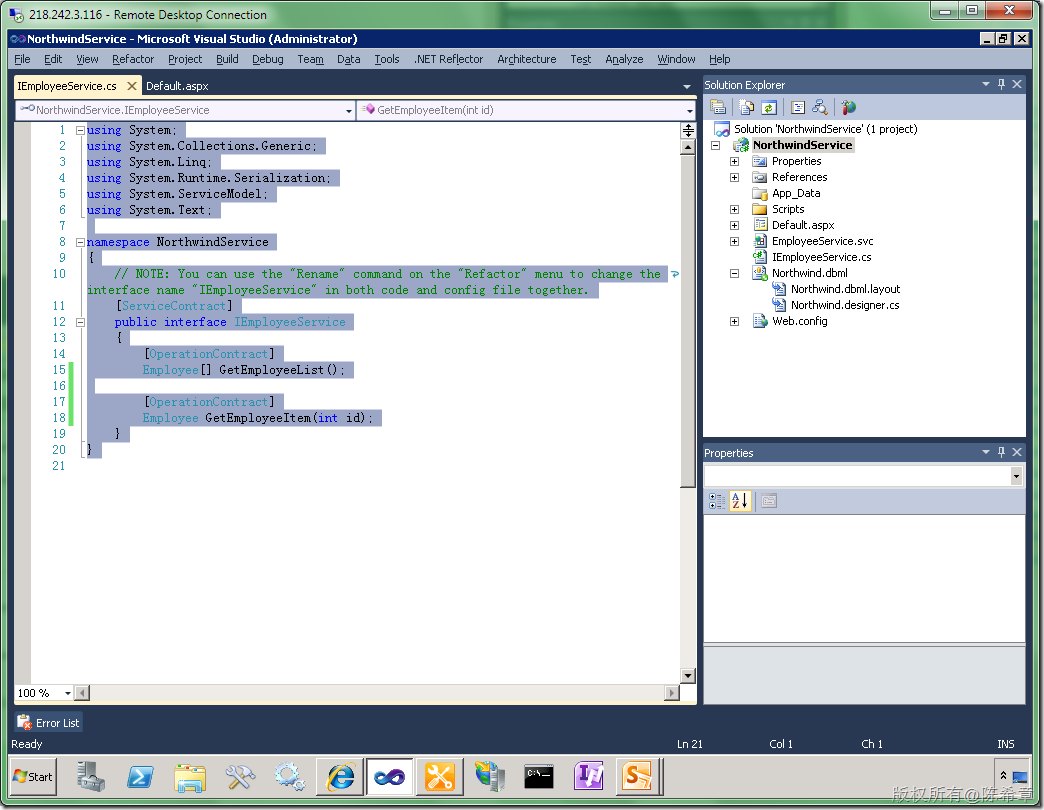 218.242.3.116 - Remote Desktop Connection
NorthwindService - Microsoft Visual Studio (Administrator)
File Edit View Refactor Project Build Debug Team Data Tools .NET Reflector Architecture Test Analyze Window Help
IEmployeeService.cs Default.aspx
NorthwindService.IEmployeeService GetEmployeeItem(int id)
1 using System;
2 using System.Collections.Generic;
3 using System.Linq;
4 using System.Runtime.Serialization;
5 using System.ServiceModel;
6 using System.Text;
7
8 namespace NorthwindService
9 {
10 // NOTE: You can use the "Rename" command on the "Refactor" menu to change the
interface name "IEmployeeService" in both code and config file together.
11 [ServiceContract]
12 public interface IEmployeeService
13 {
14 [OperationContract]
15 Employee[] GetEmployeeList();
16
17 [OperationContract]
18 Employee GetEmployeeItem(int id);
19 }
20 }
21
100 %
Solution Explorer
Solution 'NorthwindService' (1 project)
NorthwindService
Properties
References
App_Data
Scripts
Default.aspx
EmployeeService.svc
IEmployeeService.cs
Northwind.dbml
Northwind.dbml.layout
Northwind.designer.cs
Web.config
Properties
Error List
Ready Ln 21 Col 1 Ch 1 INS
Start
版权所有@陈希章